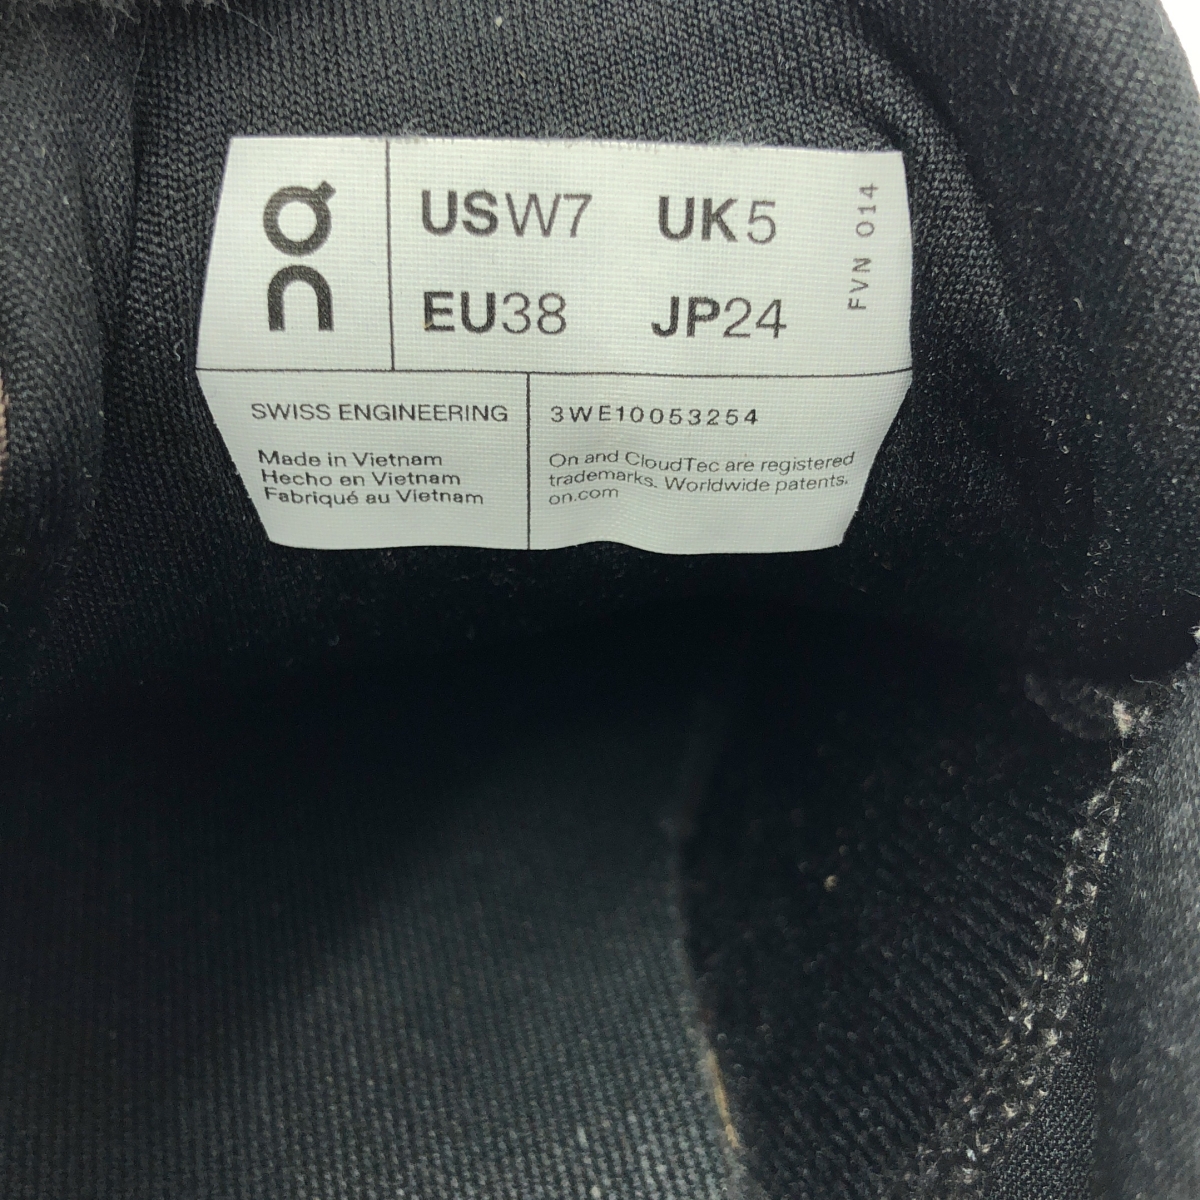 On
USW7 UK5
EU38 JP24
FVN 014
SWISS ENGINEERING
Made in Vietnam
Hecho en Vietnam
Fabriqué au Vietnam
3WE10053254
On and CloudTec are registered
trademarks. Worldwide patents.
on.com